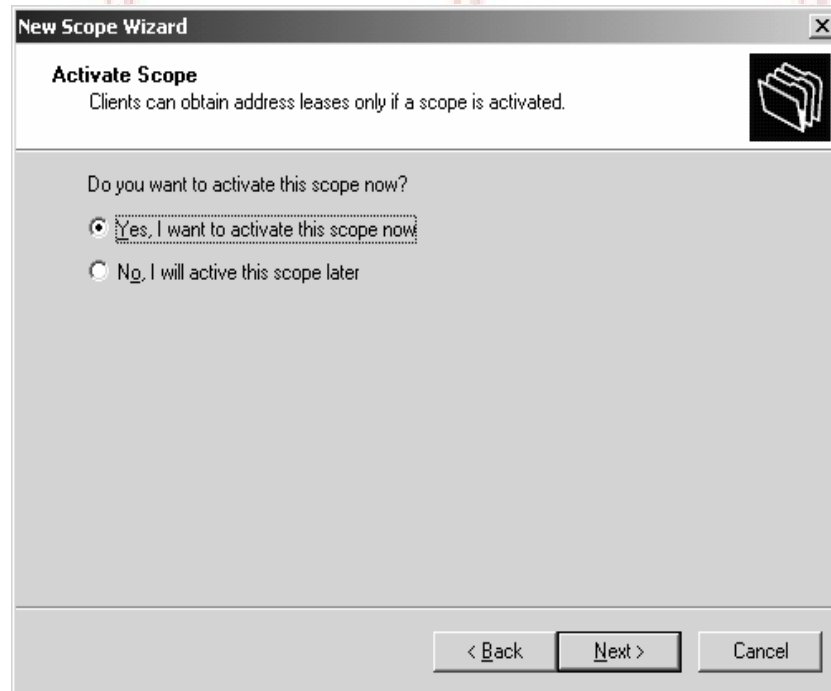 New Scope Wizard
Activate Scope
Clients can obtain address leases only if a scope is activated.
Do you want to activate this scope now?
Yes, I want to activate this scope now
No, I will active this scope later
< Back
Next >
Cancel